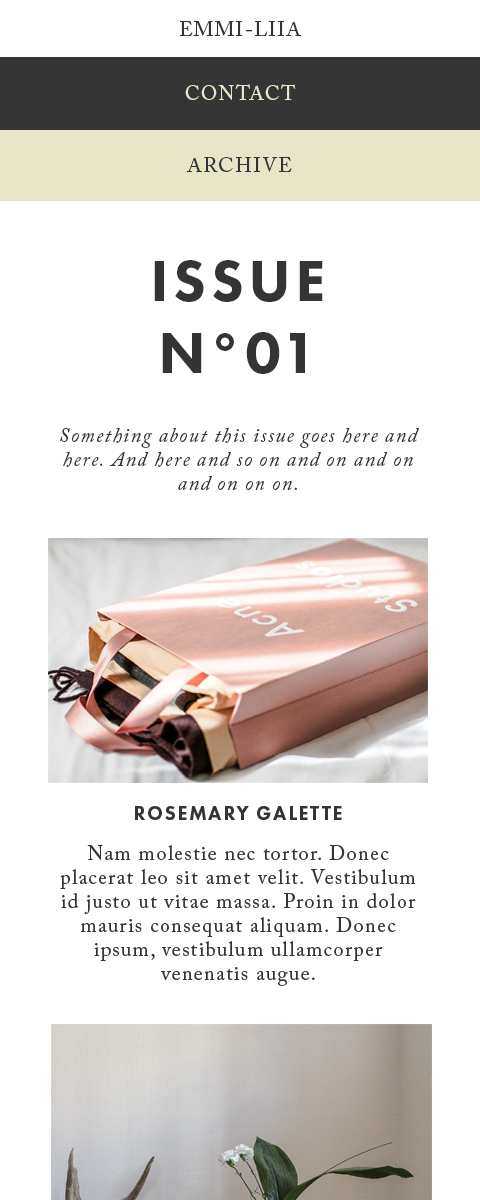 EMMI-LIIA
CONTACT
ARCHIVE
ISSUE
N°01
Something about this issue goes here and
here. And here and so on and on and on
and on on on.
Acne
Studios
ROSEMARY GALETTE
Nam molestie nec tortor. Donec
placerat leo sit amet velit. Vestibulum
id justo ut vitae massa. Proin in dolor
mauris consequat aliquam. Donec
ipsum, vestibulum ullamcorper
venenatis augue.